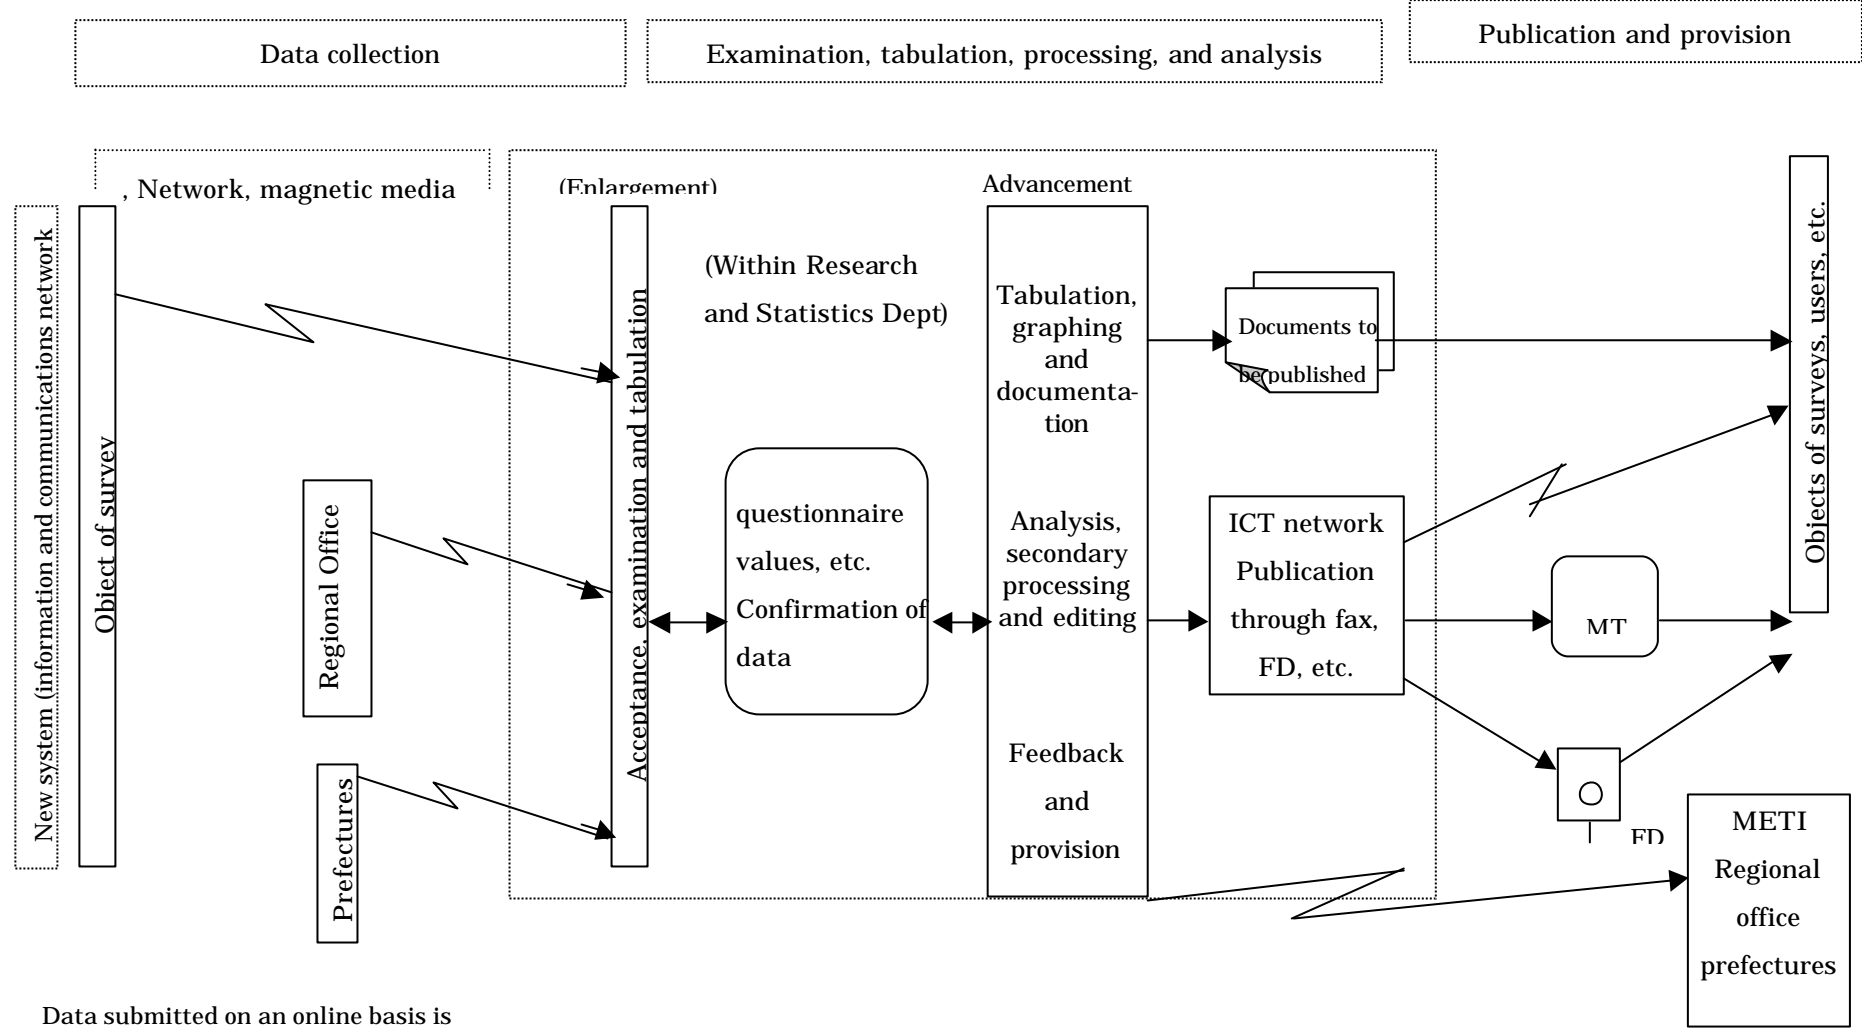 Data collection
Examination, tabulation, processing, and analysis
Publication and provision
, Network, magnetic media
(Enlargement)
Advancement
New system (information and communications network
Object of survey
Regional Office
Prefectures
Acceptance, examination and tabulation
(Within Research
and Statistics Dept)
questionnaire
values, etc.
Confirmation of
data
Tabulation,
graphing
and
documenta-
tion
Analysis,
secondary
processing
and editing
Feedback
and
provision
Documents to
be published
ICT network
Publication
through fax,
FD, etc.
MT
FD
Objects of surveys, users, etc.
METI
Regional
office
prefectures
Data submitted on an online basis is